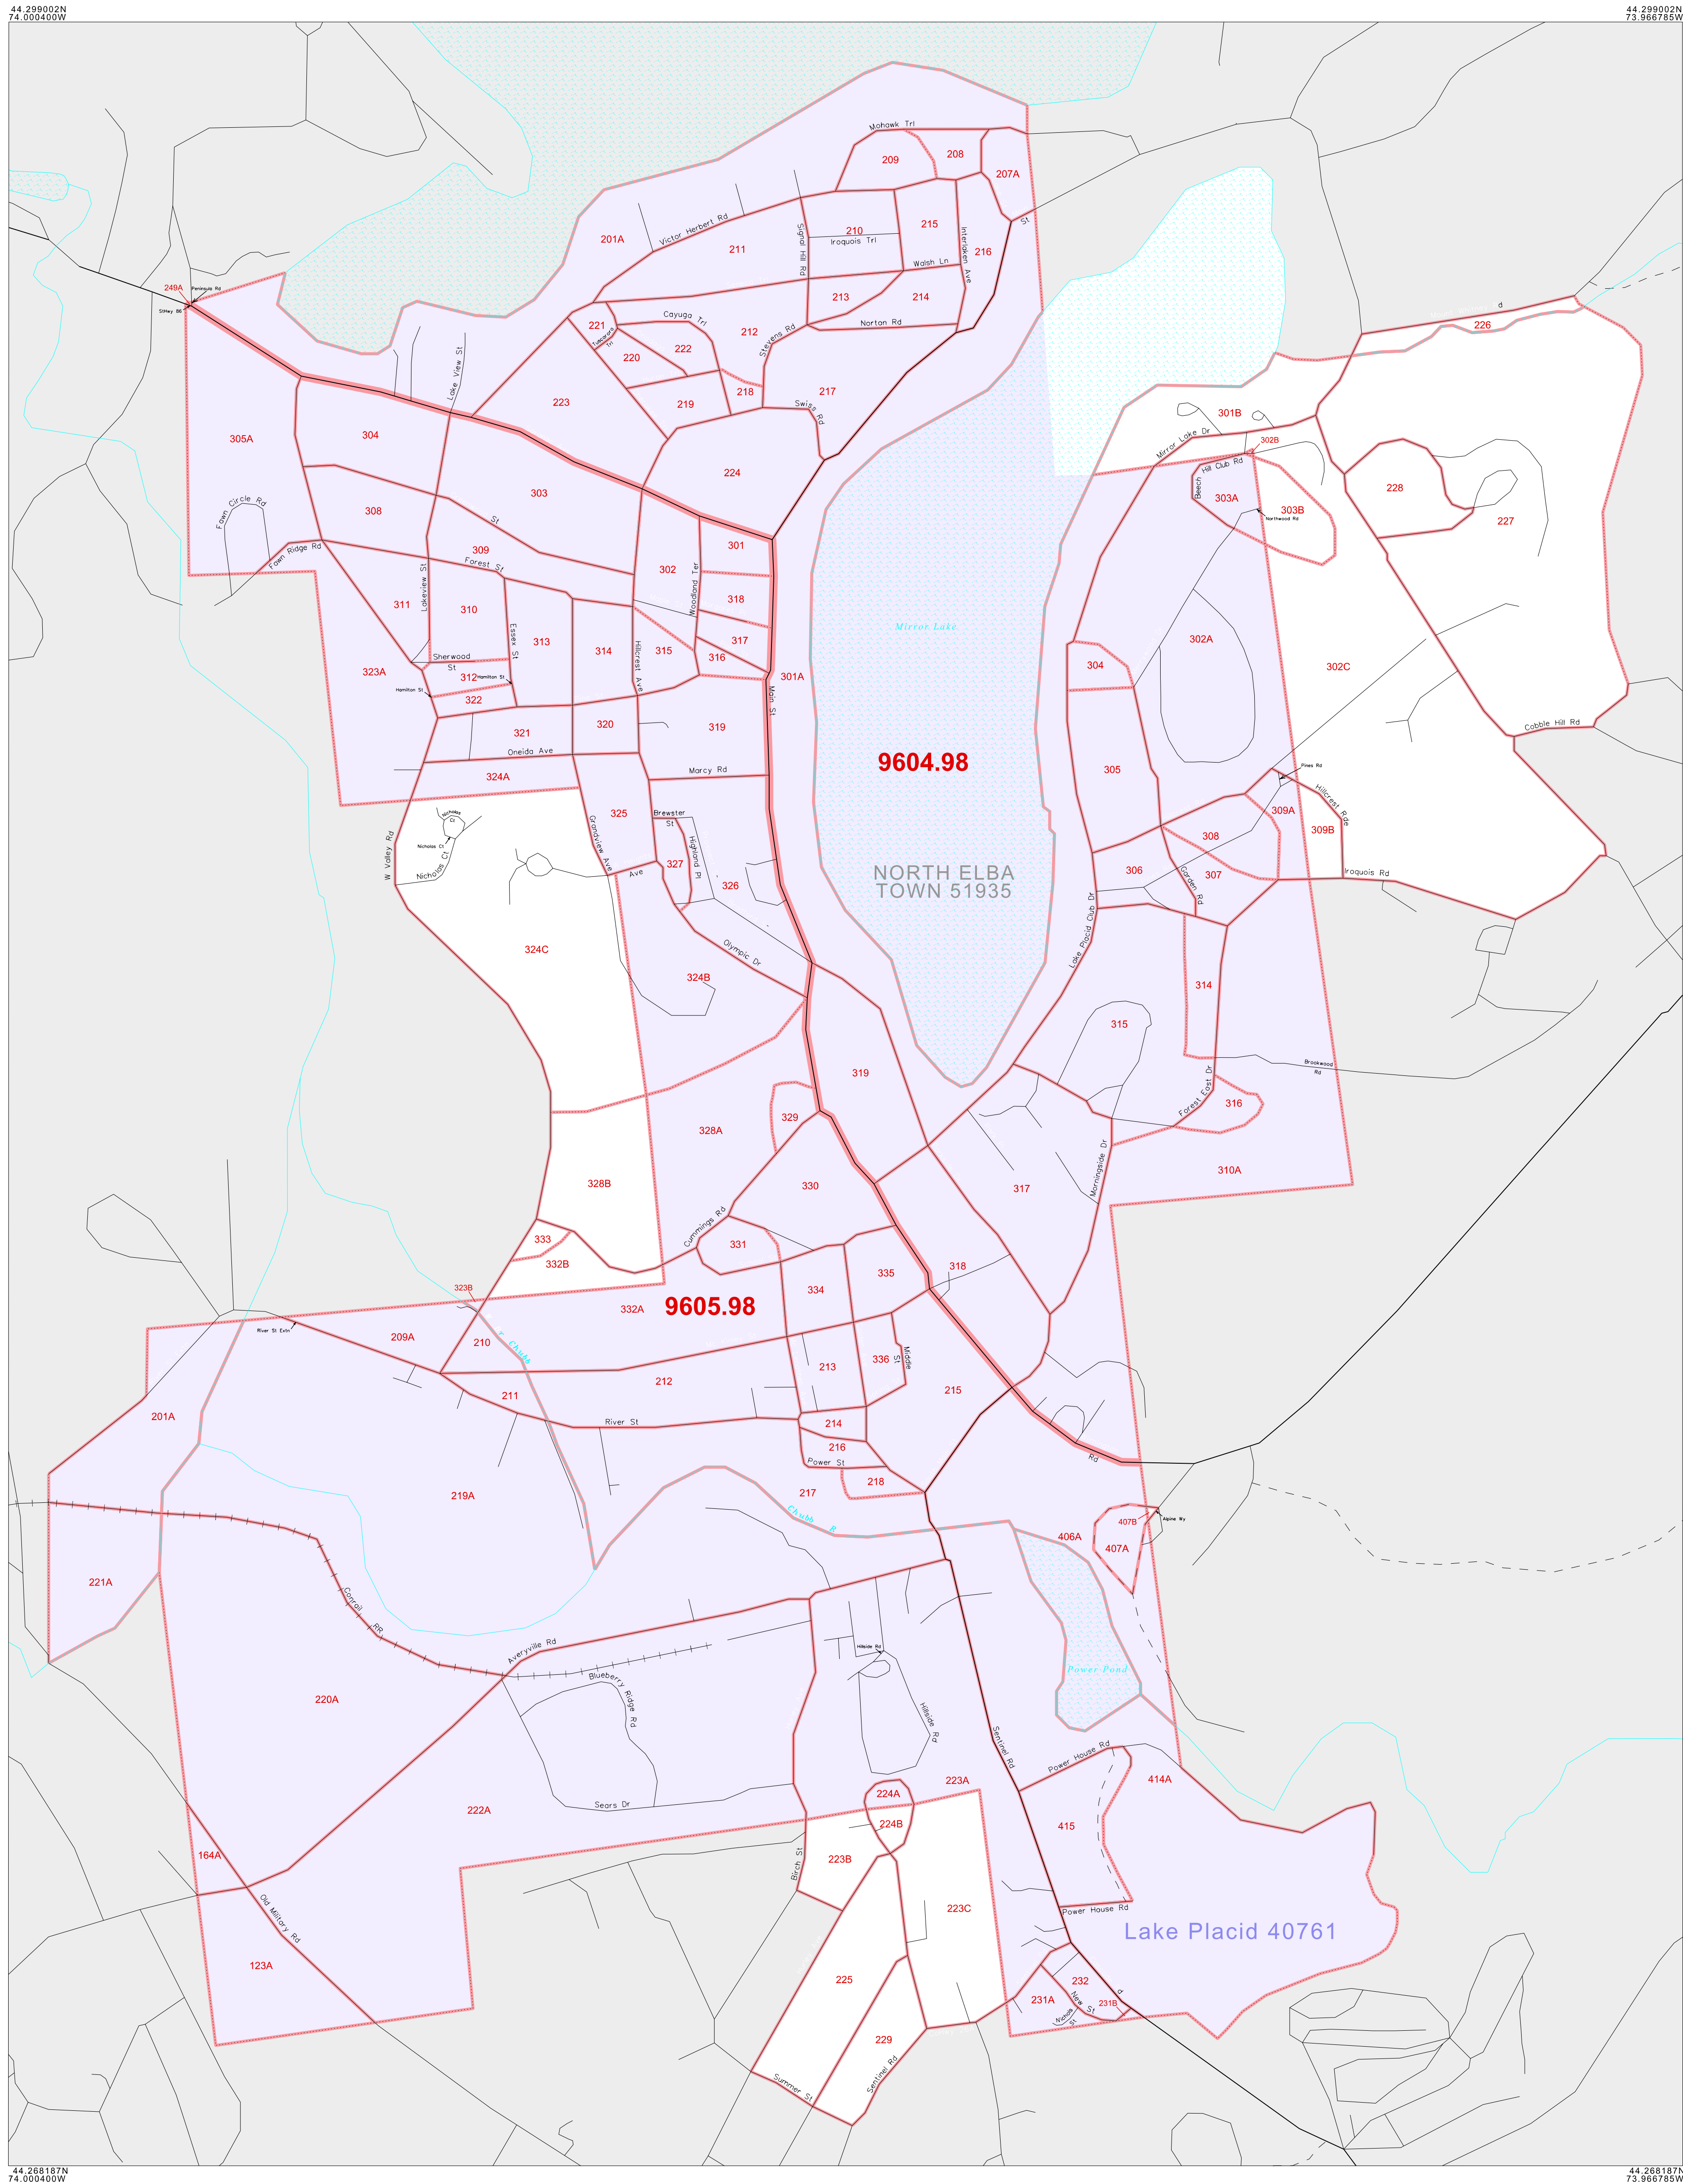 44.299002N
74.000400W
44.299002N
73.966785W
Mohawk Trl
209
208
207A
St
Victor Herbert Rd
201A
211
Signal Hill Rd
210
Iroquois Trl
215
Interlaken Ave
216
Walsh Ln
213
214
Norton Rd
249A
Peninsula Rd
StHwy 86
221
Cayuga Trl
Tuscarora
Trl
212
Stevens Rd
220
222
218
219
217
Swiss Rd
223
224
Lake View St
d
226
301B
Mirror Lake Dr
302B
Beech Hill Club Rd
303A
303B
Northwood Rd
228
227
305A
304
303
308
St
309
Forest St
Fawn Circle Rd
Fawn Ridge Rd
301
302
Woodland Ter
318
317
316
315
Hillcrest Ave
314
313
Essex St
310
Lakeview St
311
Sherwood
St
312
Hamilton St
Hamilton St
322
323A
321
320
319
Oneida Ave
324A
Marcy Rd
301A
Main St
Mirror Lake
9604.98
NORTH ELBA
TOWN 51935
302A
302C
304
305
Cobble Hill Rd
Pines Rd
Hillcrest Rde
309A
309B
308
306
307
Garden Rd
Iroquois Rd
Lake Placid Club Dr
314
315
Brookwood
Rd
Forest East Dr
316
310A
Morningside Dr
317
325
Brewster
St
Highland Pl
327
326
Grandview Ave
Ave
Nicholas
Ct
Nicholas Ct
Nicholas Ct
W Valley Rd
324C
324B
Olympic Dr
319
328A
329
328B
330
Cummings Rd
331
333
332B
323B
332A
9605.98
334
335
318
River St Extn
209A
210
r Chubb
211
212
213
336
Middle
St
215
201A
River St
214
216
Power St
218
217
Chubb R
Rd
219A
406A
407B
407A
Alpine Wy
221A
Conrail
RR
Averyville Rd
Blueberry Ridge Rd
Hillside Rd
Hillside Rd
Power Pond
220A
Sentinel Rd
Power House Rd
414A
415
Sears Dr
222A
223A
224A
224B
223B
Birch St
164A
Old Military Rd
123A
223C
Power House Rd
Lake Placid 40761
225
229
Summer St
Sentinel Rd
231A
New St
Nichols
St
232
231B
d
44.268187N
74.000400W
44.268187N
73.966785W